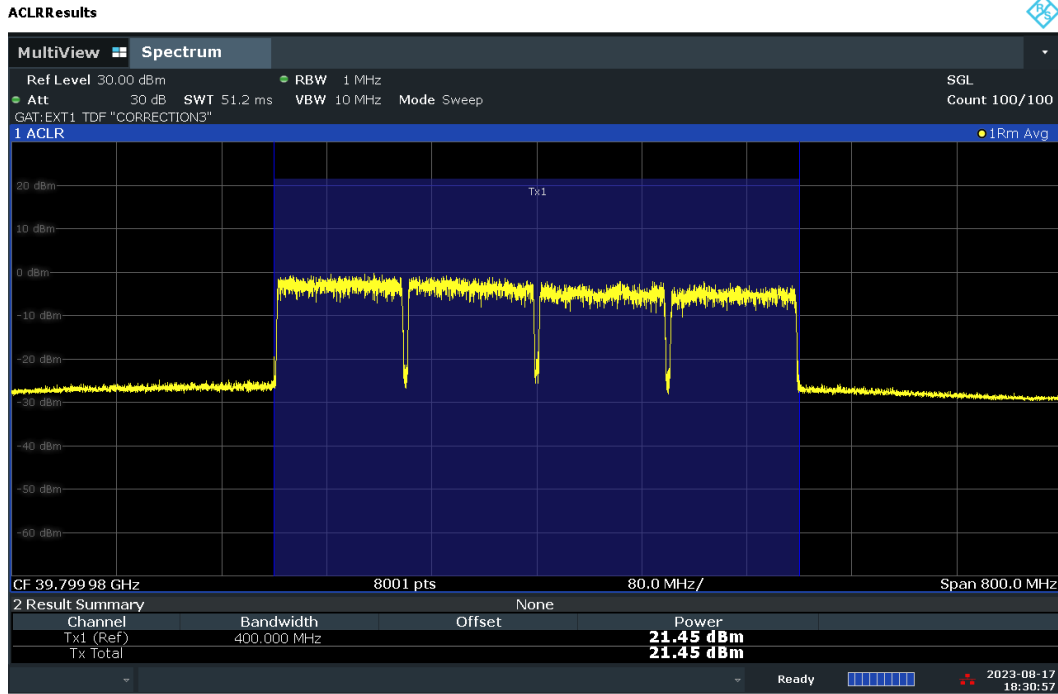 ACLRResults
R&S
MultiView Spectrum
Ref Level 30.00 dBm RBW 1 MHz SGL
Att 30 dB SWT 51.2 ms VBW 10 MHz Mode Sweep Count 100/100
GAT:EXT1 TDF "CORRECTION3"
1 ACLR 1Rm Avg
20 dBm
Tx1
10 dBm
0 dBm
-10 dBm
-20 dBm
-30 dBm
-40 dBm
-50 dBm
-60 dBm
CF 39.79998 GHz 8001 pts 80.0 MHz/ Span 800.0 MHz
2 Result Summary None
Channel Bandwidth Offset Power
Tx1 (Ref) 400.000 MHz 21.45 dBm
Tx Total 21.45 dBm
Ready 2023-08-17
18:30:57